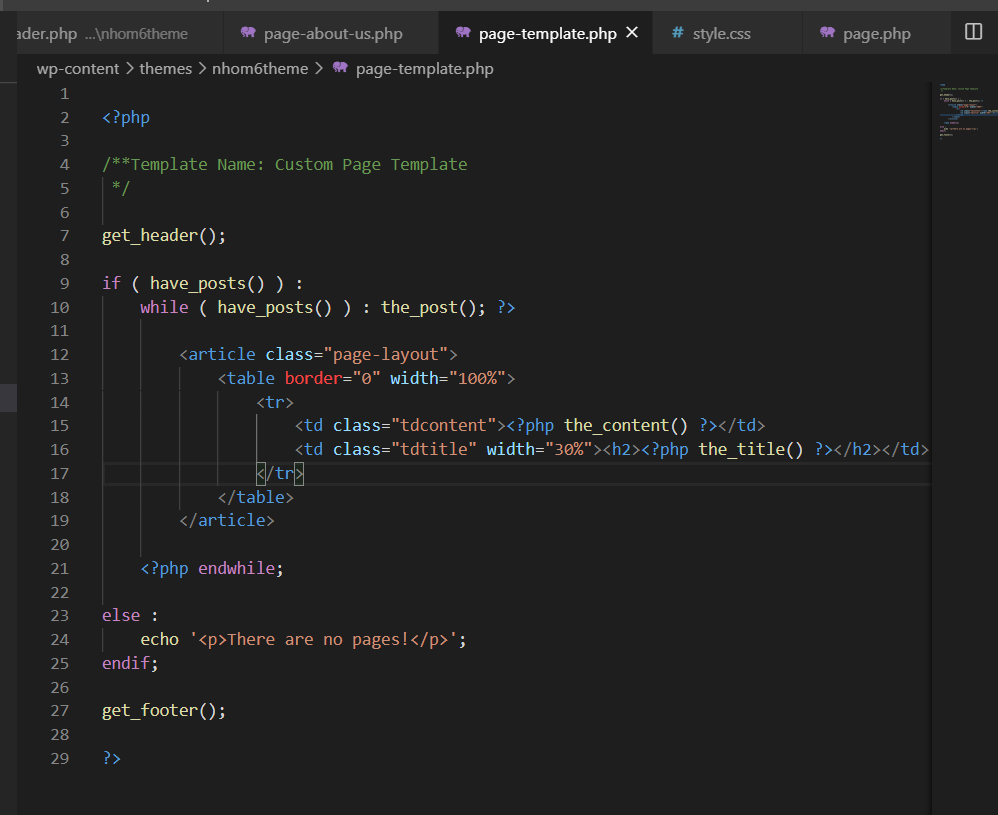 ader.php ...\nhom6theme page-about-us.php page-template.php # style.css page.php
wp-content > themes > nhom6theme > page-template.php
1
2 <?php
3
4 /**Template Name: Custom Page Template
5  */
6
7 get_header();
8
9 if ( have_posts() ) :
10     while ( have_posts() ) : the_post(); ?>
11
12         <article class="page-layout">
13             <table border="0" width="100%">
14                 <tr>
15                     <td class="tdcontent"><?php the_content() ?></td>
16                     <td class="tdtitle" width="30%"><h2><?php the_title() ?></h2></td>
17                 </tr>
18             </table>
19         </article>
20
21     <?php endwhile;
22
23 else :
24     echo '<p>There are no pages!</p>';
25 endif;
26
27 get_footer();
28
29 ?>